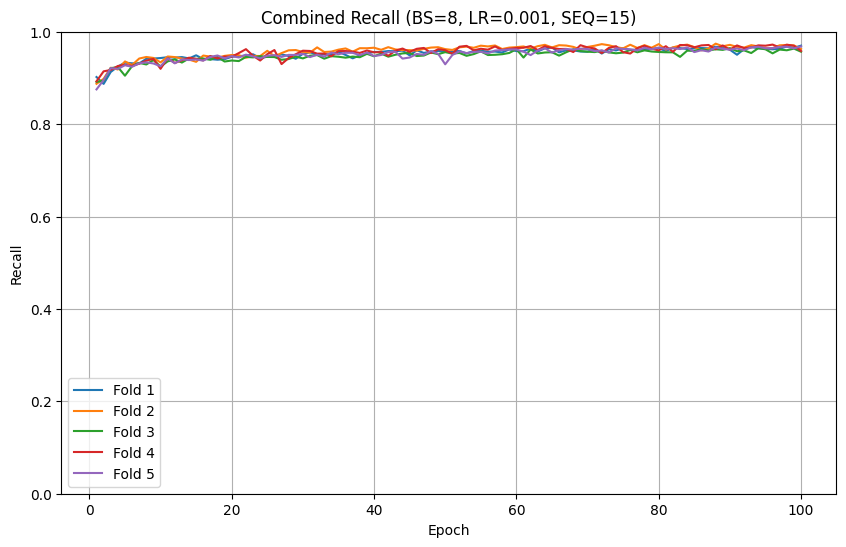 Combined Recall (BS=8, LR=0.001, SEQ=15)
Recall
1.0
0.8
0.6
0.4
0.2
0.0
Fold 1
Fold 2
Fold 3
Fold 4
Fold 5
0 20 40 60 80 100
Epoch